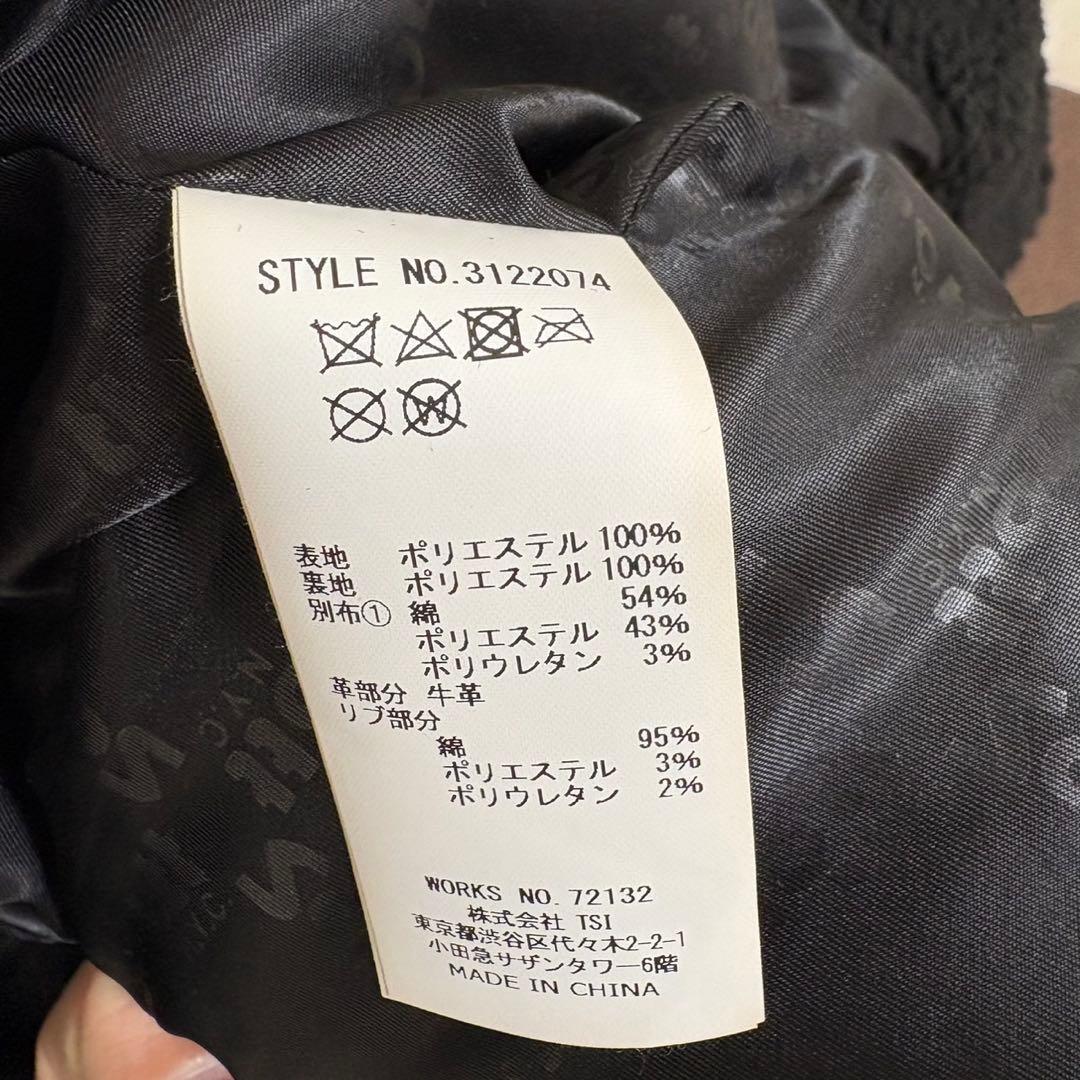 STYLE NO.3122074
W
表地 ポリエステル 100%
裏地 ポリエステル 100%
別布① 綿 54%
ポリエステル 43%
ポリウレタン 3%
革部分 牛革
リブ部分
綿 95%
ポリエステル 3%
ポリウレタン 2%
WORKS NO. 72132
株式会社 TSI
東京都渋谷区代々木2-2-1
小田急サザンタワー6階
MADE IN CHINA